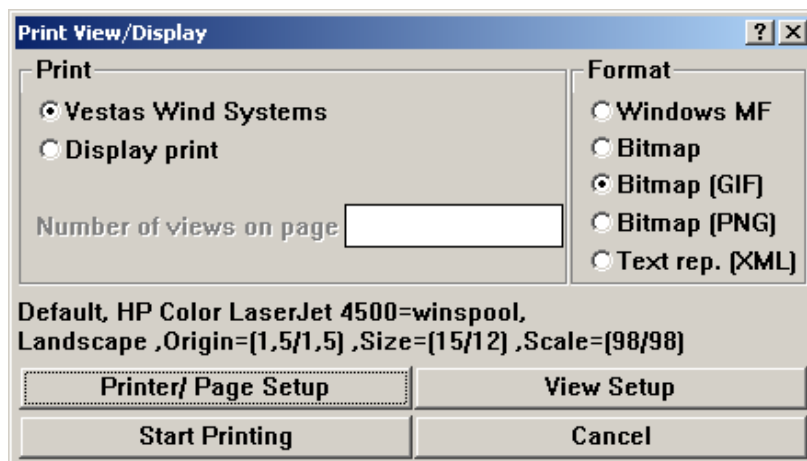 Print View/Display
Print
Vestas Wind Systems
Display print
Number of views on page
Format
Windows MF
Bitmap
Bitmap (GIF)
Bitmap (PNG)
Text rep. (XML)
Default, HP Color LaserJet 4500=winspool,
Landscape ,Origin=(1,5/1,5) ,Size=(15/12) ,Scale=(98/98)
Printer/ Page Setup
View Setup
Start Printing
Cancel